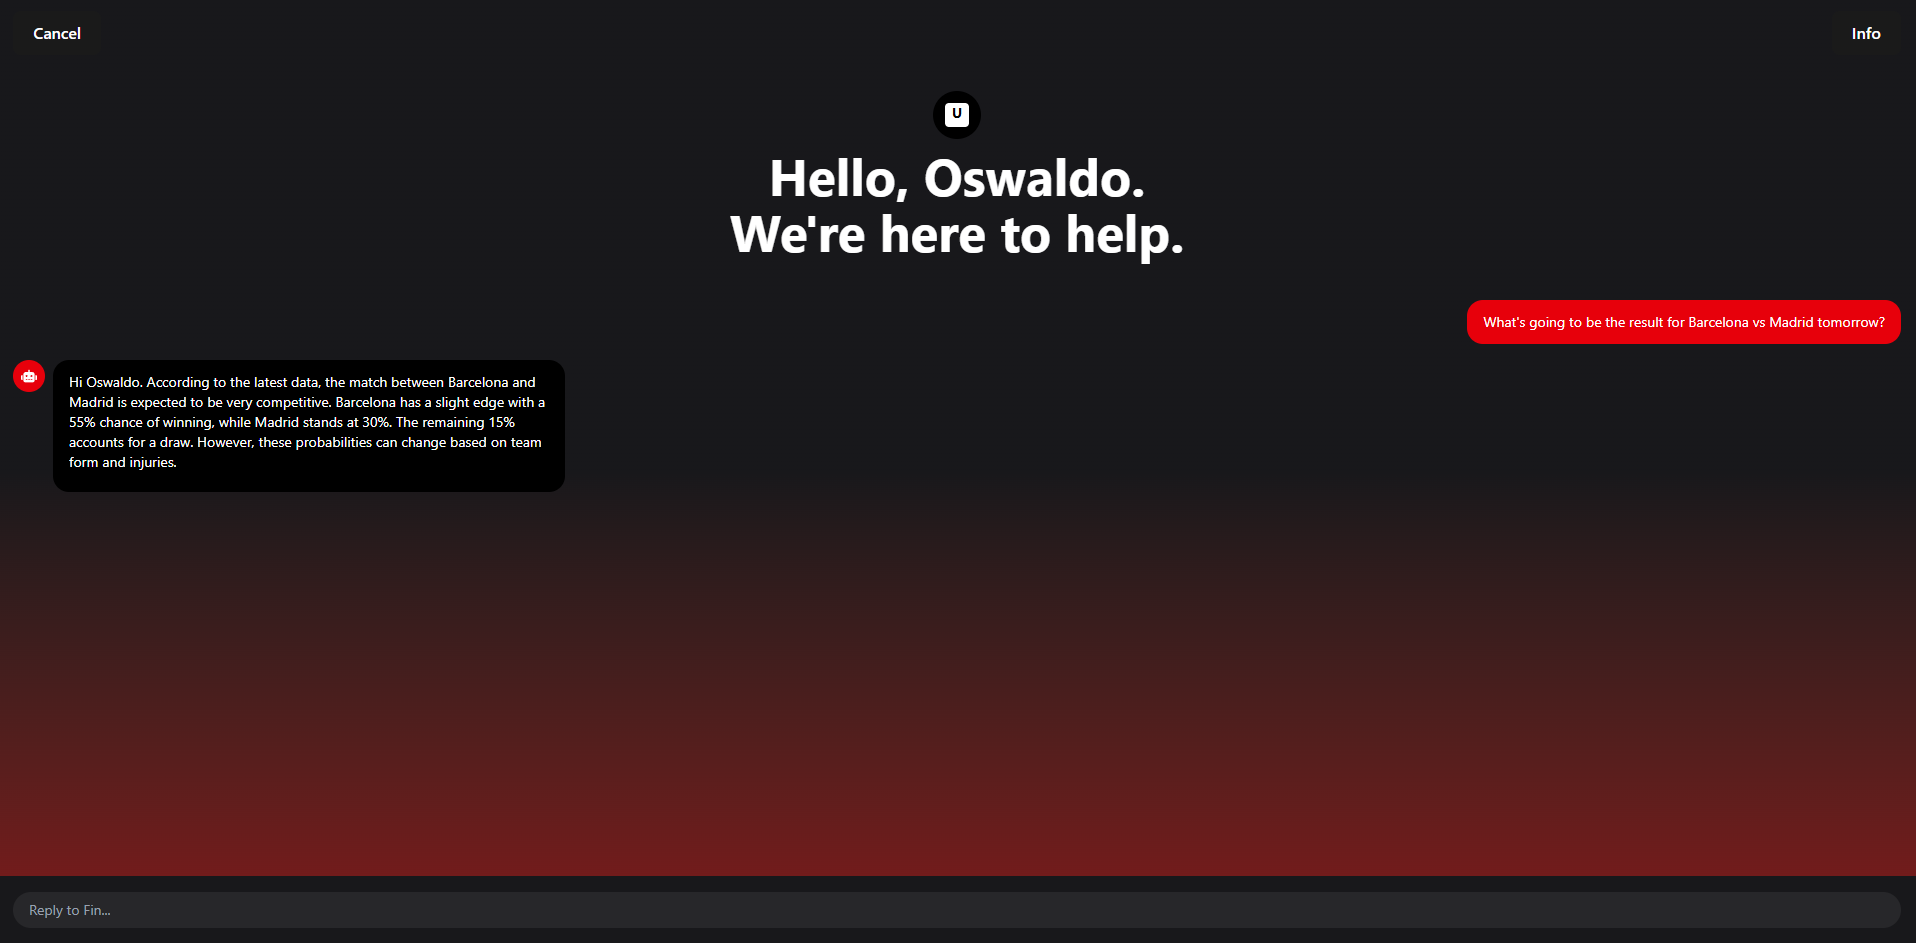 Cancel
Info
U
Hello, Oswaldo.
We're here to help.
What's going to be the result for Barcelona vs Madrid tomorrow?
Hi Oswaldo. According to the latest data, the match between Barcelona and
Madrid is expected to be very competitive. Barcelona has a slight edge with a
55% chance of winning, while Madrid stands at 30%. The remaining 15%
accounts for a draw. However, these probabilities can change based on team
form and injuries.
Reply to Fin...